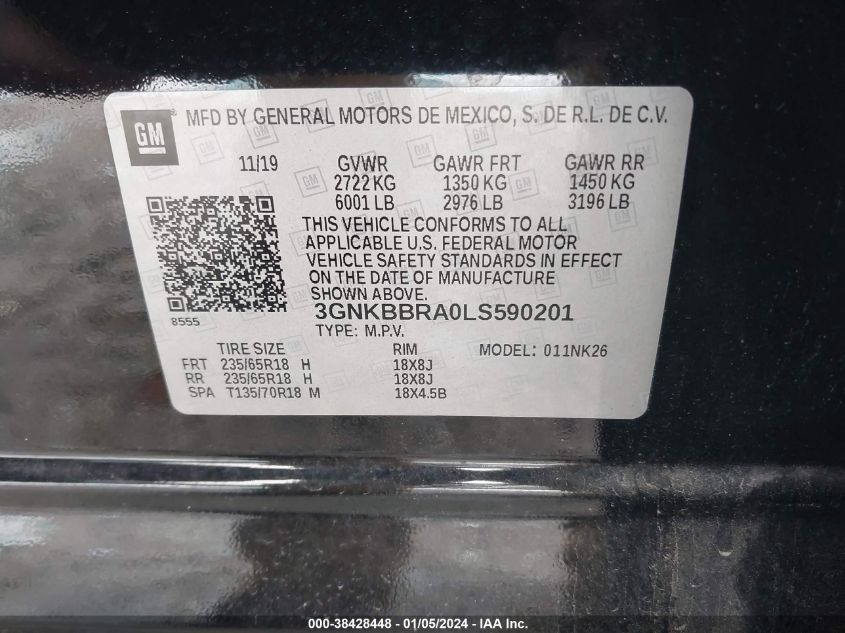 GM
MFD BY GENERAL MOTORS DE MEXICO, S. DE R.L. DE C.V.
11/19 GVWR GAWR FRT GAWR RR
2722 KG 1350 KG 1450 KG
6001 LB 2976 LB 3196 LB
THIS VEHICLE CONFORMS TO ALL
APPLICABLE U.S. FEDERAL MOTOR
VEHICLE SAFETY STANDARDS IN EFFECT
ON THE DATE OF MANUFACTURE
SHOWN ABOVE.
8555
3GNKBBRA0LS590201
TYPE: M.P.V.
TIRE SIZE RIM MODEL: 011NK26
FRT 235/65R18 H 18X8J
RR 235/65R18 H 18X8J
SPA T135/70R18 M 18X4.5B
000-38428448 - 01/05/2024 - IAA Inc.